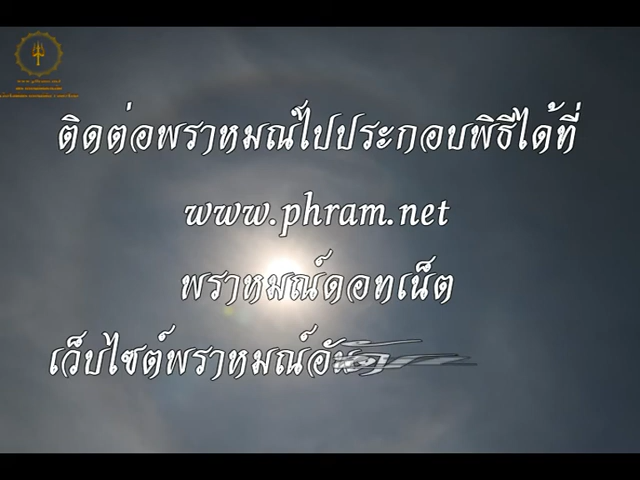 ติดต่อพราหมณ์ไปประกอบพิธีได้ที่
www.phram.net
พราหมณ์ดอทเน็ต
เว็บไซต์พราหมณ์